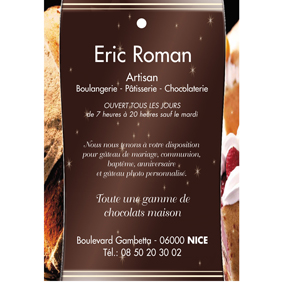 Eric Roman
Artisan
Boulangerie - Pâtisserie - Chocolaterie
OUVERT TOUS LES JOURS
de 7 heures à 20 heures sauf le mardi
Nous nous tenons à votre disposition
pour gâteau de mariage, communion,
baptême, anniversaire
et gâteau photo personnalisé.
Toute une gamme de
chocolats maison
Boulevard Gambetta - 06000 NICE
Tél.: 08 50 20 30 02